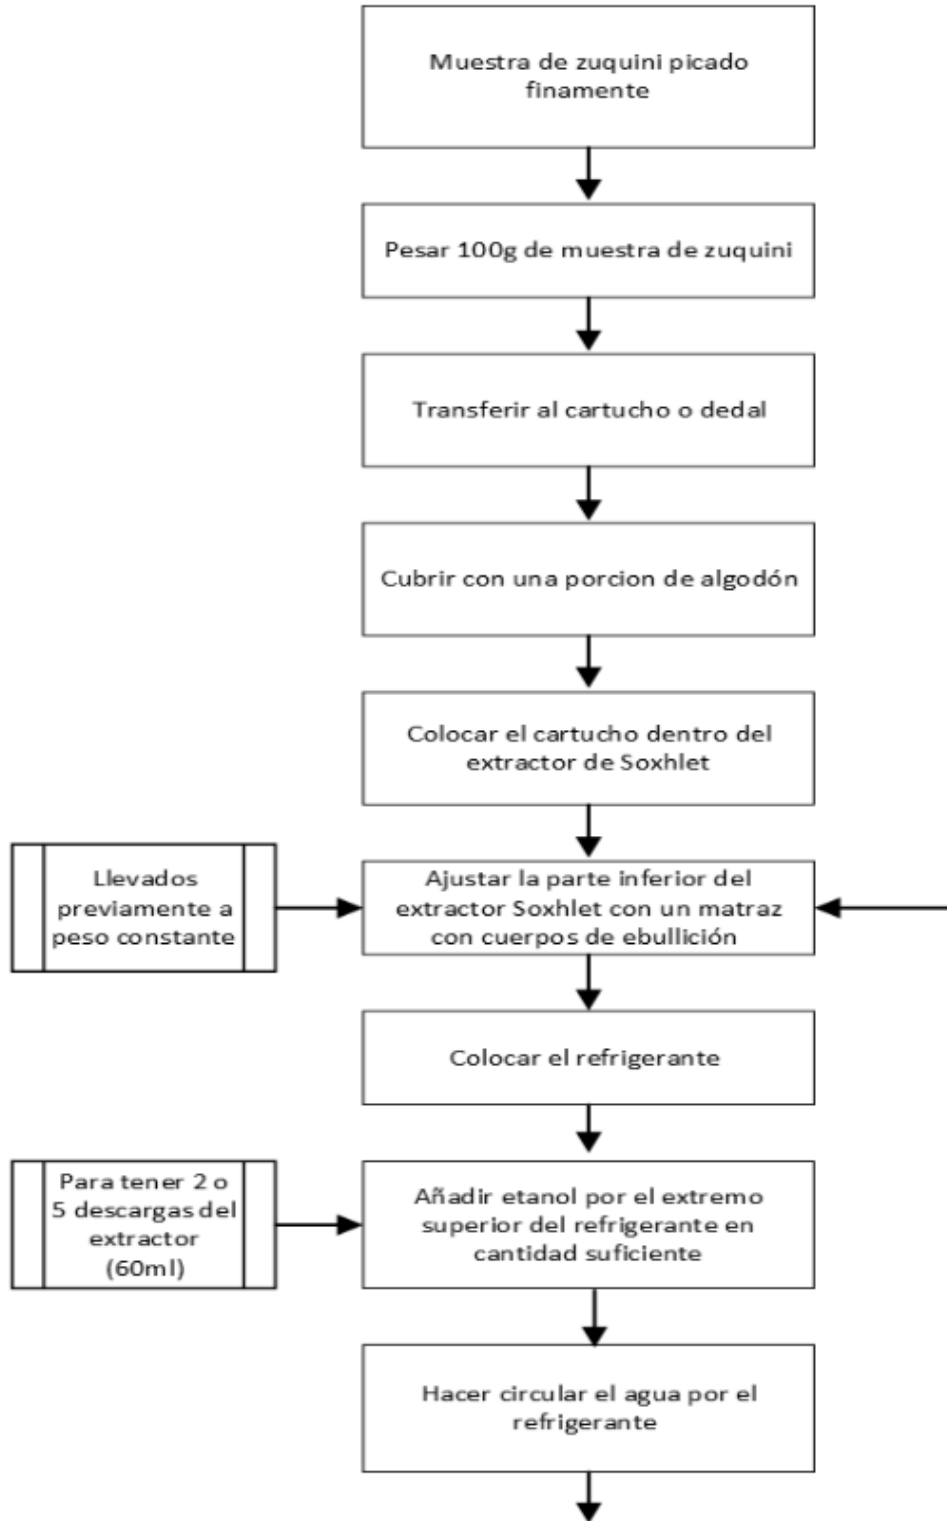 Muestra de zuquini picado
finamente
Pesar 100g de muestra de zuquini
Transferir al cartucho o dedal
Cubrir con una porcion de algodón
Colocar el cartucho dentro del
extractor de Soxhlet
Llevados
previamente a
peso constante
Ajustar la parte inferior del
extractor Soxhlet con un matraz
con cuerpos de ebullición
Colocar el refrigerante
Para tener 2 o
5 descargas del
extractor
(60ml)
Añadir etanol por el extremo
superior del refrigerante en
cantidad suficiente
Hacer circular el agua por el
refrigerante